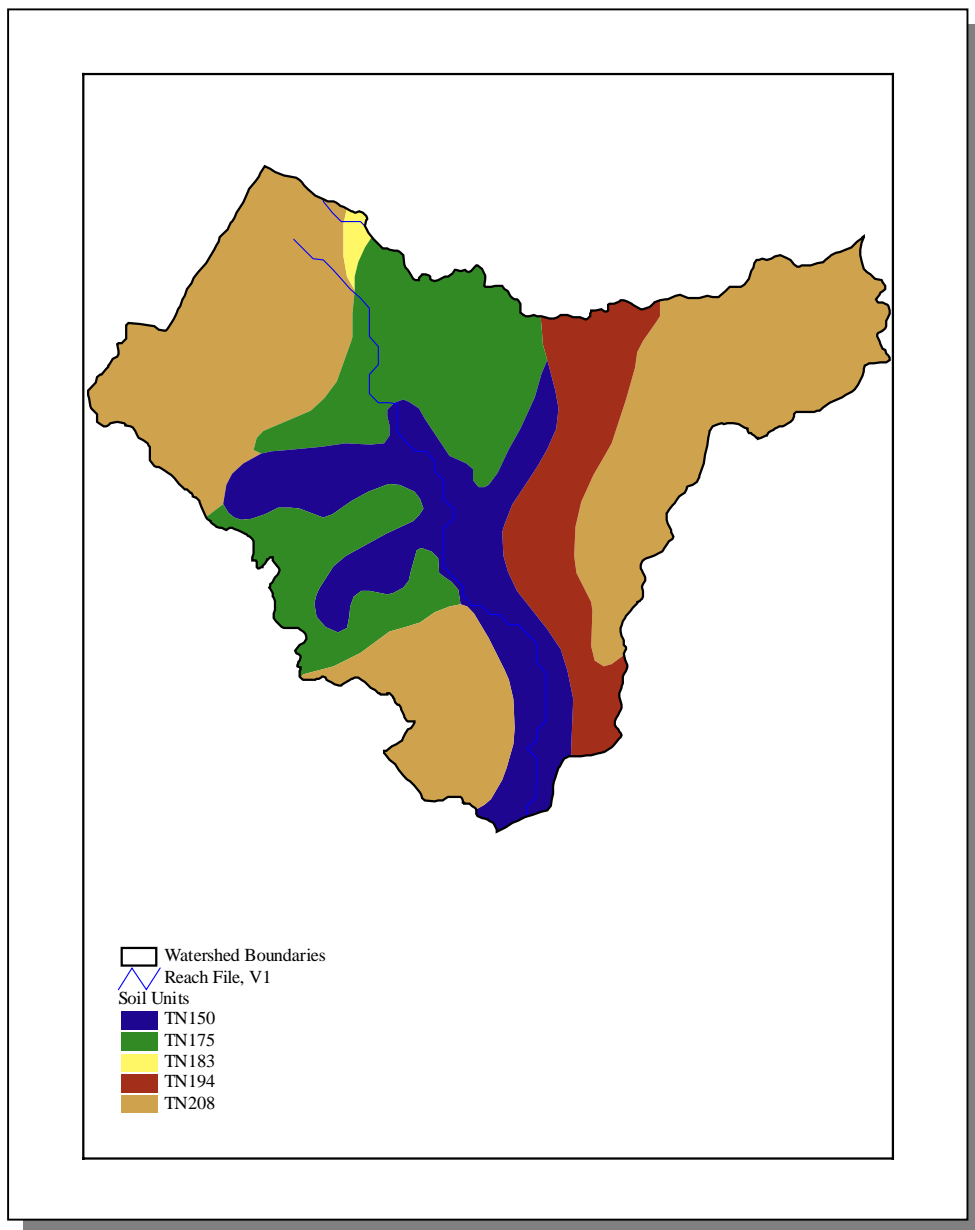 Watershed Boundaries
Reach File, V1
Soil Units
TN150
TN175
TN183
TN194
TN208